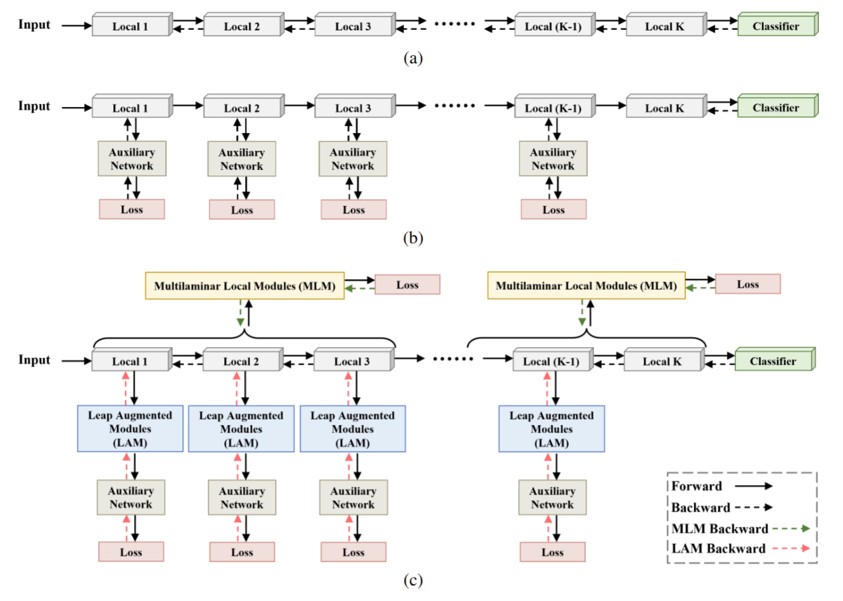 Input Local 1 Local 2 Local 3 ······ Local (K-1) Local K Classifier
(a)
Input Local 1 Local 2 Local 3 ······ Local (K-1) Local K Classifier
Auxiliary Auxiliary Auxiliary Auxiliary
Network Network Network Network
Loss Loss Loss Loss
(b)
Multilaminar Local Modules (MLM) Loss Multilaminar Local Modules (MLM) Loss
Input Local 1 Local 2 Local 3 ······ Local (K-1) Local K Classifier
Leap Augmented Leap Augmented Leap Augmented Leap Augmented
Modules Modules Modules Modules
(LAM) (LAM) (LAM) (LAM)
Auxiliary Auxiliary Auxiliary Auxiliary
Network Network Network Network
Loss Loss Loss Loss
Forward
Backward
MLM Backward
LAM Backward
(c)